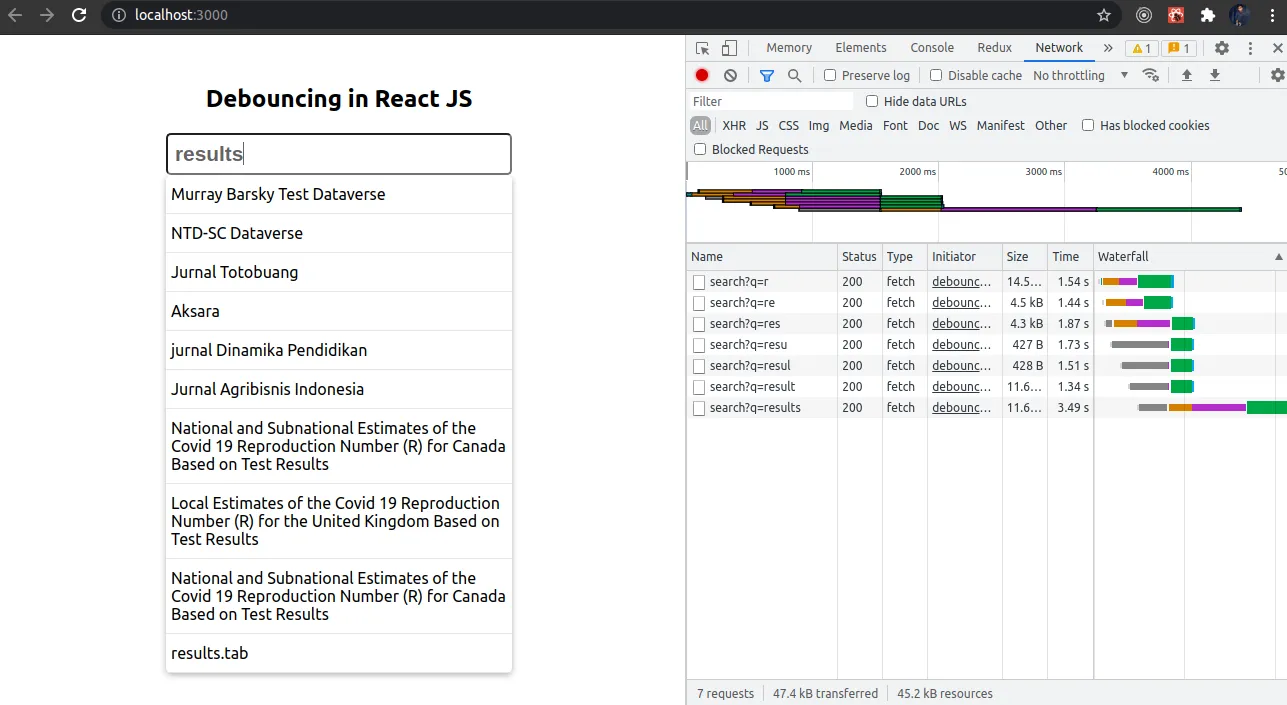 localhost:3000
Debouncing in React JS
results
Murray Barsky Test Dataverse
NTD-SC Dataverse
Jurnal Totobuang
Aksara
jurnal Dinamika Pendidikan
Jurnal Agribisnis Indonesia
National and Subnational Estimates of the
Covid 19 Reproduction Number (R) for Canada
Based on Test Results
Local Estimates of the Covid 19 Reproduction
Number (R) for the United Kingdom Based on
Test Results
National and Subnational Estimates of the
Covid 19 Reproduction Number (R) for Canada
Based on Test Results
results.tab
Memory Elements Console Redux Network » 1 1
Preserve log Disable cache No throttling
Filter Hide data URLs
All XHR JS CSS Img Media Font Doc WS Manifest Other Has blocked cookies
Blocked Requests
1000 ms 2000 ms 3000 ms 4000 ms 50
Name Status Type Initiator Size Time Waterfall
search?q=r 200 fetch debounc... 14.5... 1.54 s
search?q=re 200 fetch debounc... 4.5 kB 1.44 s
search?q=res 200 fetch debounc... 4.3 kB 1.87 s
search?q=resu 200 fetch debounc... 427 B 1.73 s
search?q=resul 200 fetch debounc... 428 B 1.51 s
search?q=result 200 fetch debounc... 11.6... 1.34 s
search?q=results 200 fetch debounc... 11.6... 3.49 s
7 requests 47.4 kB transferred 45.2 kB resources